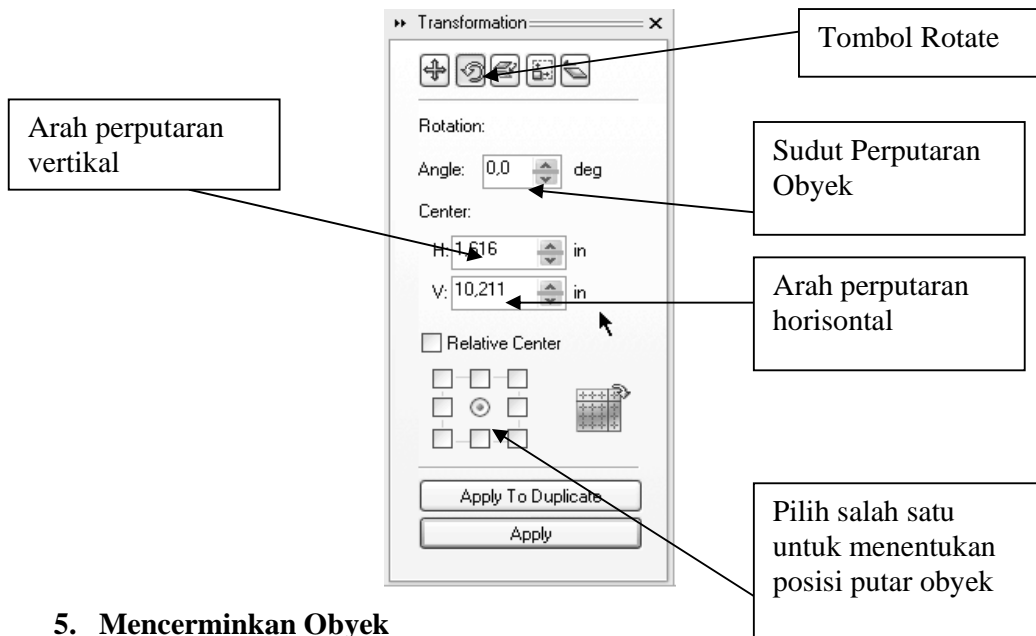 Transformation
Tombol Rotate
Arah perputaran
vertikal
Rotation:
Angle: 0,0 deg
Sudut Perputaran
Obyek
Center:
H: 1,616 in
V: 10,211 in
Arah perputaran
horisontal
Relative Center
Apply To Duplicate
Apply
Pilih salah satu
untuk menentukan
posisi putar obyek
5. Mencerminkan Obyek